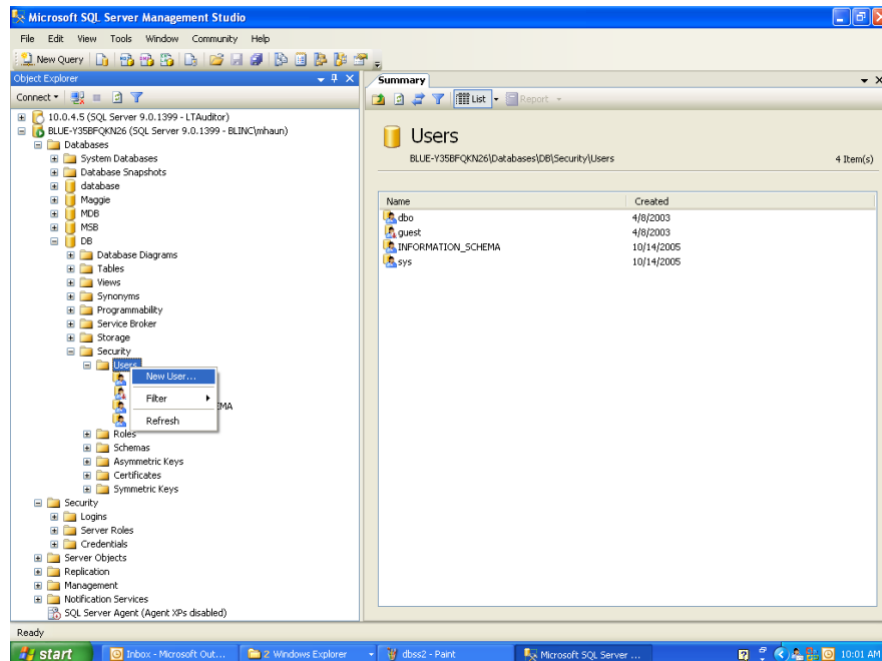 Microsoft SQL Server Management Studio
File Edit View Tools Window Community Help
New Query
Object Explorer
Connect
10.0.4.5 (SQL Server 9.0.1399 - LTAuditor)
BLUE-Y35BFQKN26 (SQL Server 9.0.1399 - BLINC\mhaun)
Databases
System Databases
Database Snapshots
database
Maggie
MDB
MSB
DB
Database Diagrams
Tables
Views
Synonyms
Programmability
Service Broker
Storage
Security
Users
New User...
Filter
MA
Refresh
Roles
Schemas
Asymmetric Keys
Certificates
Symmetric Keys
Security
Logins
Server Roles
Credentials
Server Objects
Replication
Management
Notification Services
SQL Server Agent (Agent XPs disabled)
Summary
List Report
Users
BLUE-Y35BFQKN26\Databases\DB\Security\Users 4 Item(s)
Name Created
dbo 4/8/2003
guest 4/8/2003
INFORMATION_SCHEMA 10/14/2005
sys 10/14/2005
Ready
start Inbox - Microsoft Out... 2 Windows Explorer dbss2 - Paint Microsoft SQL Server ... 10:01 AM